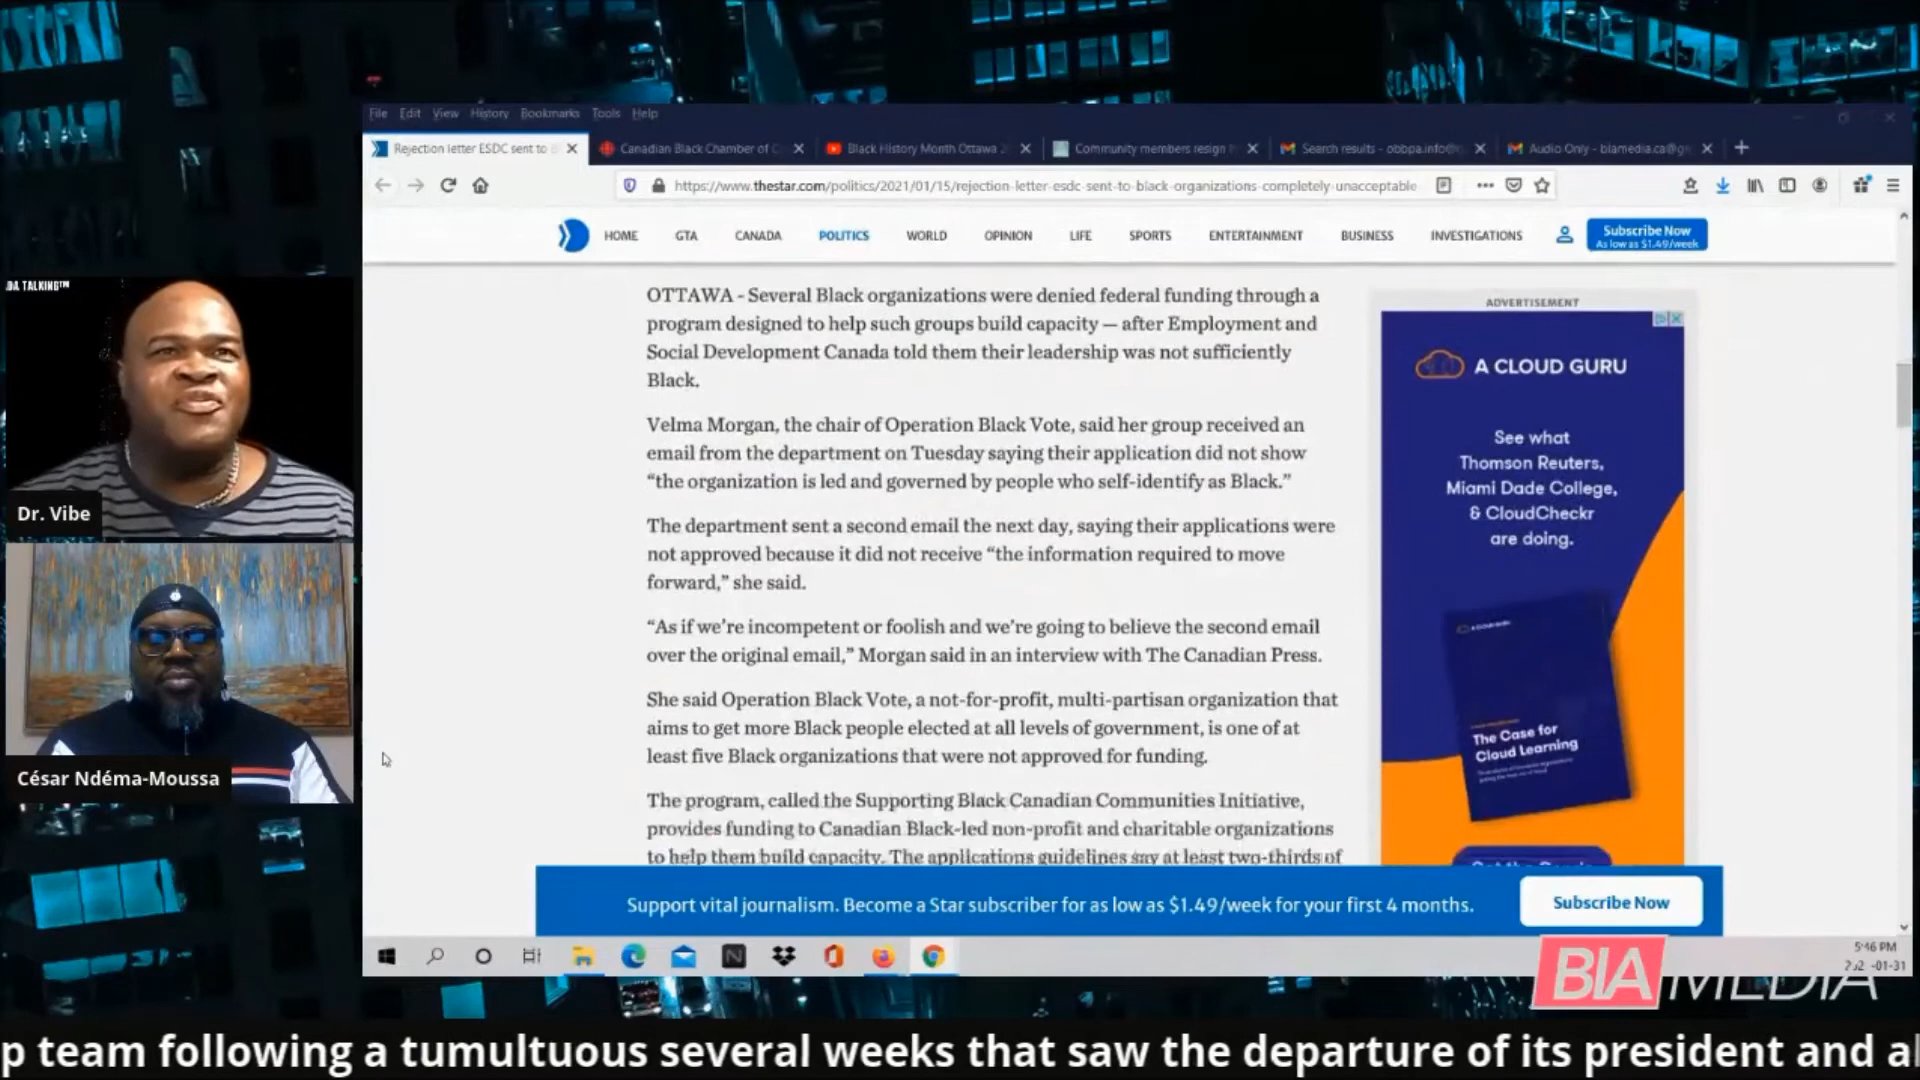 File Edit View History Bookmarks Tools Help
Rejection letter ESDC sent to B
Canadian Black Chamber of C
Black History Month Ottawa 2
Community members resign
Search results - obbpa.info@
Audio Only - biamedia.ca@g
https://www.thestar.com/politics/2021/01/15/rejection-letter-esdc-sent-to-black-organizations-completely-unacceptable
HOME GTA CANADA POLITICS WORLD OPINION LIFE SPORTS ENTERTAINMENT BUSINESS INVESTIGATIONS
Subscribe Now
As low as $1.49/week
OTTAWA - Several Black organizations were denied federal funding through a
program designed to help such groups build capacity — after Employment and
Social Development Canada told them their leadership was not sufficiently
Black.
Velma Morgan, the chair of Operation Black Vote, said her group received an
email from the department on Tuesday saying their application did not show
“the organization is led and governed by people who self-identify as Black.”
The department sent a second email the next day, saying their applications were
not approved because it did not receive “the information required to move
forward,” she said.
“As if we’re incompetent or foolish and we’re going to believe the second email
over the original email,” Morgan said in an interview with The Canadian Press.
She said Operation Black Vote, a not-for-profit, multi-partisan organization that
aims to get more Black people elected at all levels of government, is one of at
least five Black organizations that were not approved for funding.
The program, called the Supporting Black Canadian Communities Initiative,
provides funding to Canadian Black-led non-profit and charitable organizations
to help them build capacity. The applications guidelines say at least two-thirds of
ADVERTISEMENT
A CLOUD GURU
See what
Thomson Reuters,
Miami Dade College,
& CloudCheckr
are doing.
A CLOUD GURU
The Case for
Cloud Learning
Support vital journalism. Become a Star subscriber for as low as $1.49/week for your first 4 months.
Subscribe Now
DA TALKING™
Dr. Vibe
César Ndéma-Moussa
5:46 PM
-01-31
BIA MEDIA
p team following a tumultuous several weeks that saw the departure of its president and al